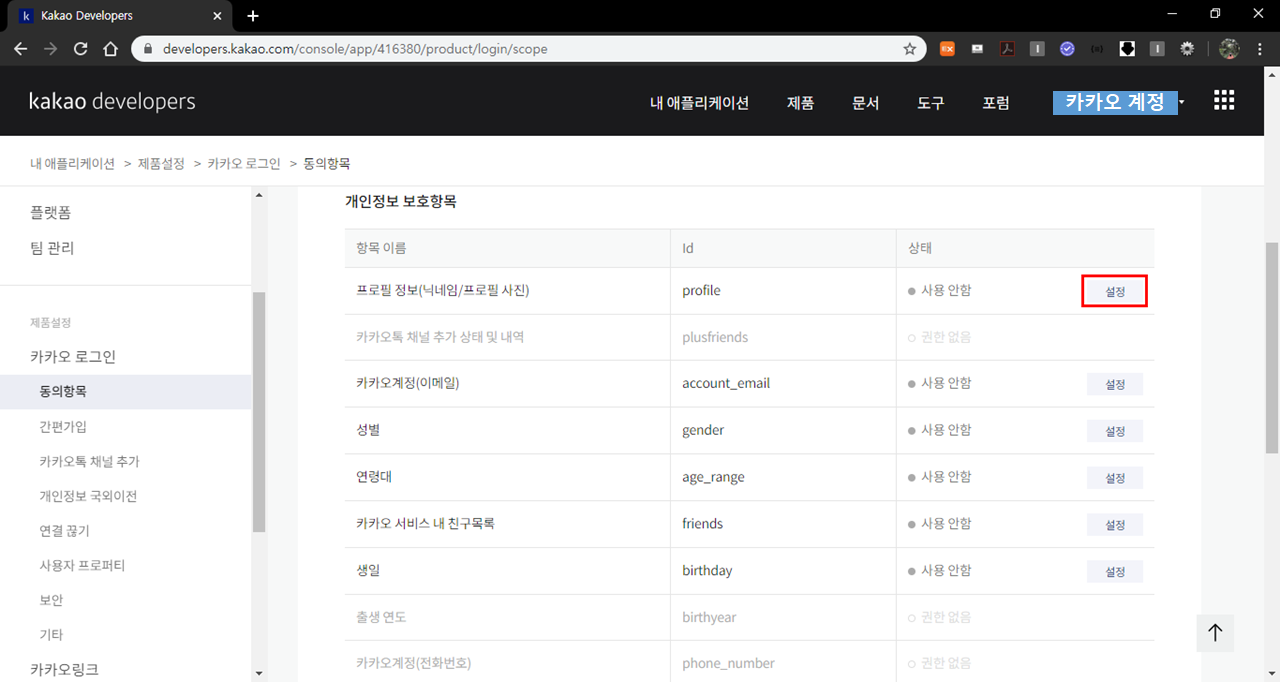 Kakao Developers
developers.kakao.com/console/app/416380/product/login/scope
kakao developers
내 애플리케이션 제품 문서 도구 포럼 카카오 계정
내 애플리케이션 > 제품설정 > 카카오 로그인 > 동의항목
플랫폼
팀 관리
제품설정
카카오 로그인
동의항목
간편가입
카카오톡 채널 추가
개인정보 국외이전
연결 끊기
사용자 프로퍼티
보안
기타
카카오링크
개인정보 보호항목
항목 이름 Id 상태
프로필 정보(닉네임/프로필 사진) profile 사용 안함 설정
카카오톡 채널 추가 상태 및 내역 plusfriends 권한 없음
카카오계정(이메일) account_email 사용 안함 설정
성별 gender 사용 안함 설정
연령대 age_range 사용 안함 설정
카카오 서비스 내 친구목록 friends 사용 안함 설정
생일 birthday 사용 안함 설정
출생 연도 birthyear 권한 없음
카카오계정(전화번호) phone_number 권한 없음